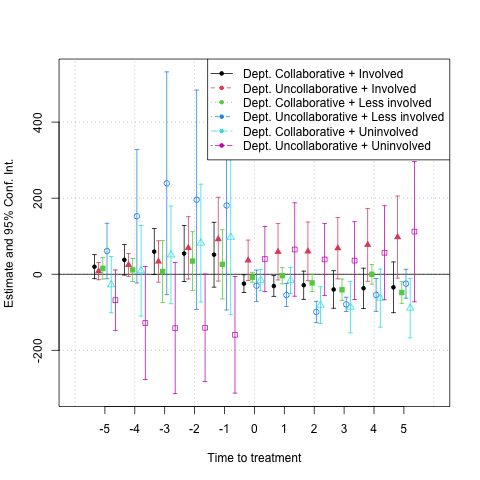 Dept. Collaborative + Involved
Dept. Uncollaborative + Involved
Dept. Collaborative + Less involved
Dept. Uncollaborative + Less involved
Dept. Collaborative + Uninvolved
Dept. Uncollaborative + Uninvolved
Estimate and 95% Conf. Int.
400
200
0
-200
-5 -4 -3 -2 -1 0 1 2 3 4 5
Time to treatment